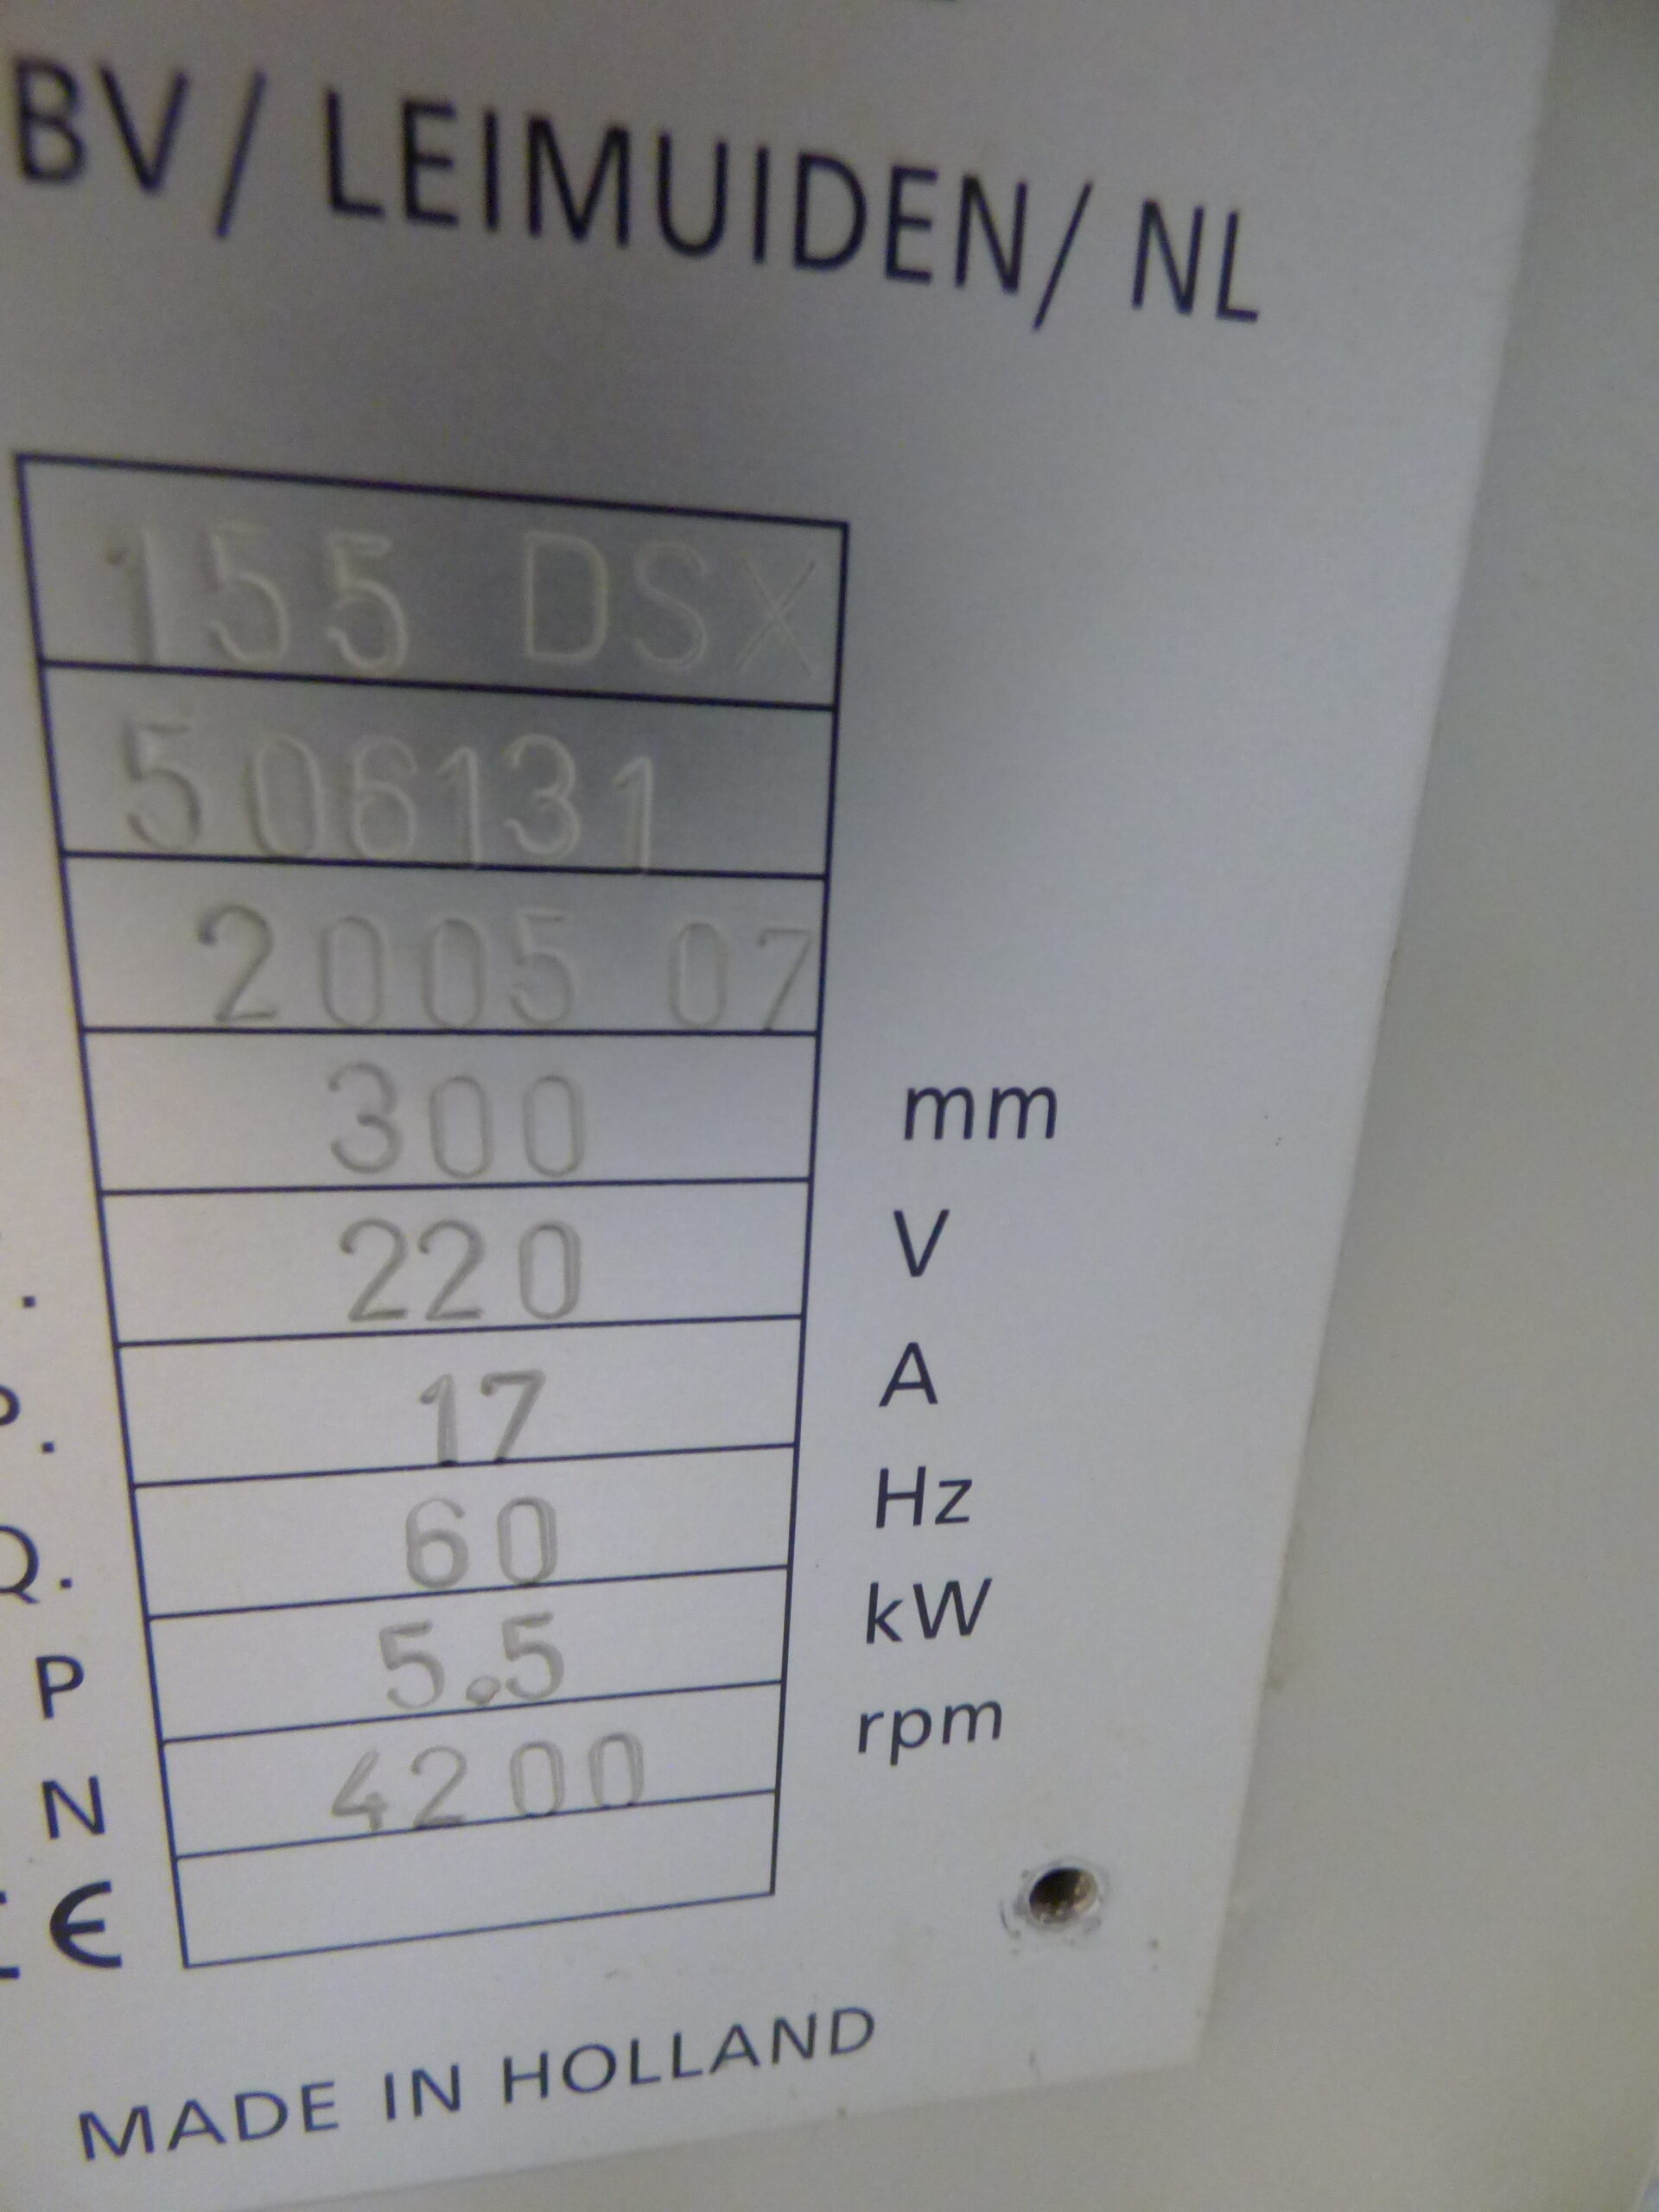 BV/ LEIMUIDEN/ NL
155 DSX
506131
2005 07
300 mm
. 220 V
. 17 A
Q. 60 Hz
P 5.5 kW
N 4200 rpm
CE
MADE IN HOLLAND